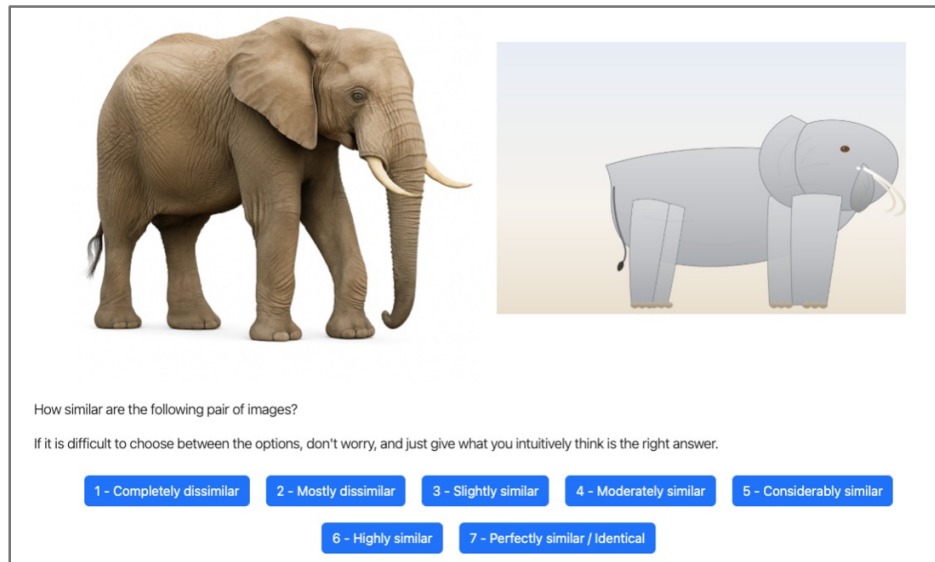 How similar are the following pair of images?
If it is difficult to choose between the options, don't worry, and just give what you intuitively think is the right answer.
1 - Completely dissimilar
2 - Mostly dissimilar
3 - Slightly similar
4 - Moderately similar
5 - Considerably similar
6 - Highly similar
7 - Perfectly similar / Identical